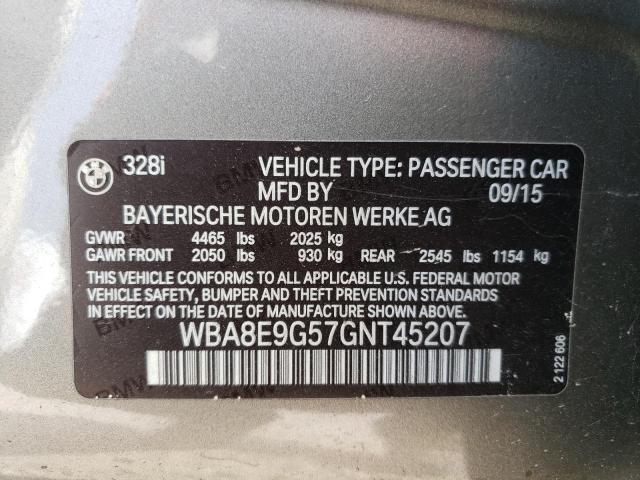 328i VEHICLE TYPE: PASSENGER CAR
MFD BY 09/15
BAYERISCHE MOTOREN WERKE AG
GVWR 4465 lbs 2025 kg
GAWR FRONT 2050 lbs 930 kg REAR 2545 lbs 1154 kg
THIS VEHICLE CONFORMS TO ALL APPLICABLE U.S. FEDERAL MOTOR
VEHICLE SAFETY, BUMPER AND THEFT PREVENTION STANDARDS
IN EFFECT ON THE DATE OF MANUFACTURE SHOWN ABOVE.
WBA8E9G57GNT45207
2 122 606